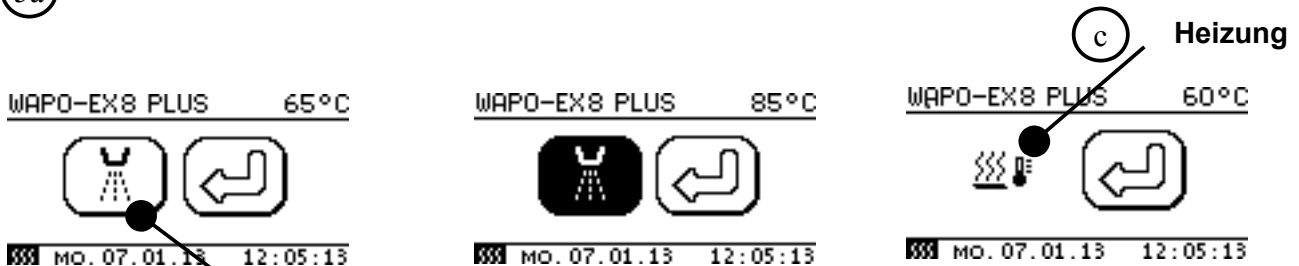 c Heizung
WAPO-EX8 PLUS 65°C
MO. 07.01.13 12:05:13
WAPO-EX8 PLUS 85°C
MO. 07.01.13 12:05:13
WAPO-EX8 PLUS 60°C
MO. 07.01.13 12:05:13